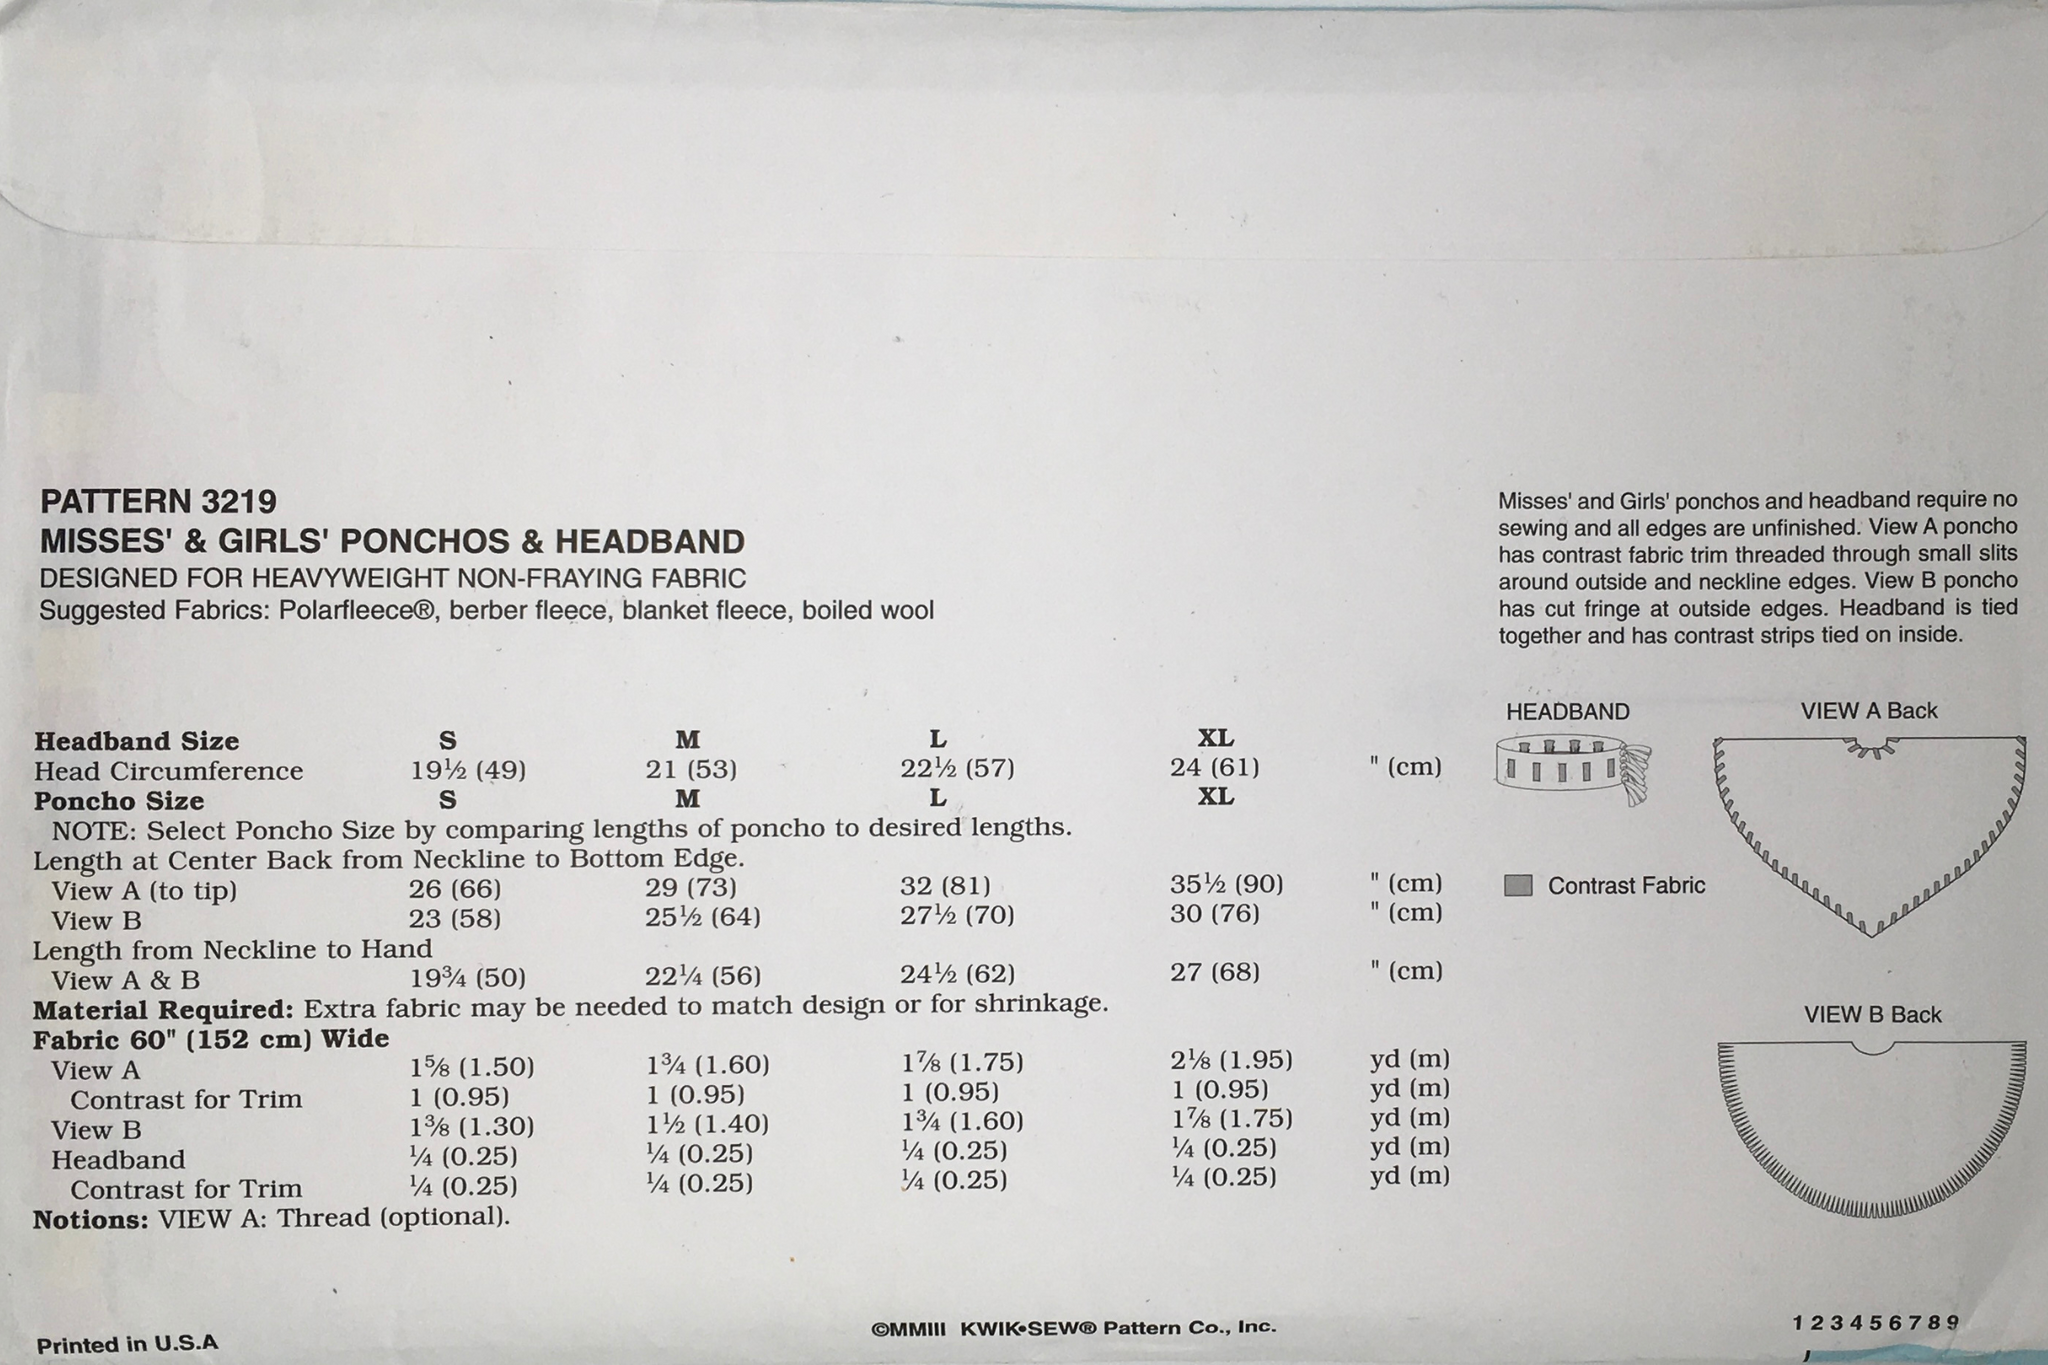 PATTERN 3219
MISSES' & GIRLS' PONCHOS & HEADBAND
DESIGNED FOR HEAVYWEIGHT NON-FRAYING FABRIC
Suggested Fabrics: Polarfleece®, berber fleece, blanket fleece, boiled wool
Misses' and Girls' ponchos and headband require no
sewing and all edges are unfinished. View A poncho
has contrast fabric trim threaded through small slits
around outside and neckline edges. View B poncho
has cut fringe at outside edges. Headband is tied
together and has contrast strips tied on inside.
Headband Size S M L XL
Head Circumference 19½ (49) 21 (53) 22½ (57) 24 (61) " (cm)
Poncho Size S M L XL
NOTE: Select Poncho Size by comparing lengths of poncho to desired lengths.
Length at Center Back from Neckline to Bottom Edge.
View A (to tip) 26 (66) 29 (73) 32 (81) 35½ (90) " (cm)
View B 23 (58) 25½ (64) 27½ (70) 30 (76) " (cm)
Length from Neckline to Hand
View A & B 19¾ (50) 22¼ (56) 24½ (62) 27 (68) " (cm)
Material Required: Extra fabric may be needed to match design or for shrinkage.
Fabric 60" (152 cm) Wide
View A 1⅝ (1.50) 1¾ (1.60) 1⅞ (1.75) 2⅛ (1.95) yd (m)
Contrast for Trim 1 (0.95) 1 (0.95) 1 (0.95) 1 (0.95) yd (m)
View B 1⅜ (1.30) 1½ (1.40) 1¾ (1.60) 1⅞ (1.75) yd (m)
Headband ¼ (0.25) ¼ (0.25) ¼ (0.25) ¼ (0.25) yd (m)
Contrast for Trim ¼ (0.25) ¼ (0.25) ¼ (0.25) ¼ (0.25) yd (m)
Notions: VIEW A: Thread (optional).
HEADBAND
VIEW A Back
Contrast Fabric
VIEW B Back
Printed in U.S.A
©MMIII KWIK•SEW® Pattern Co., Inc.
1 2 3 4 5 6 7 8 9